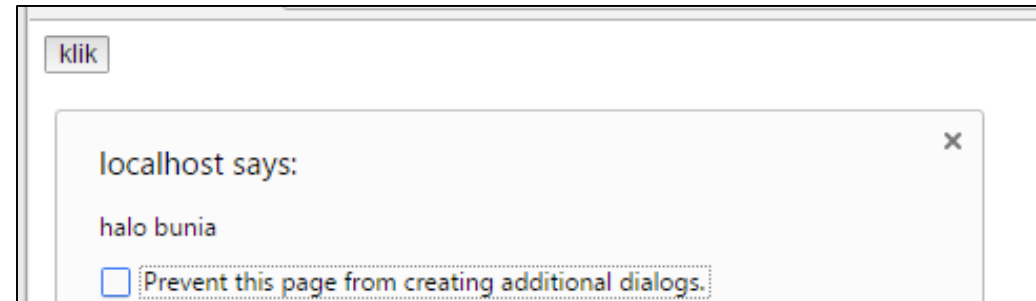 klik
localhost says:
halo bunia
Prevent this page from creating additional dialogs.